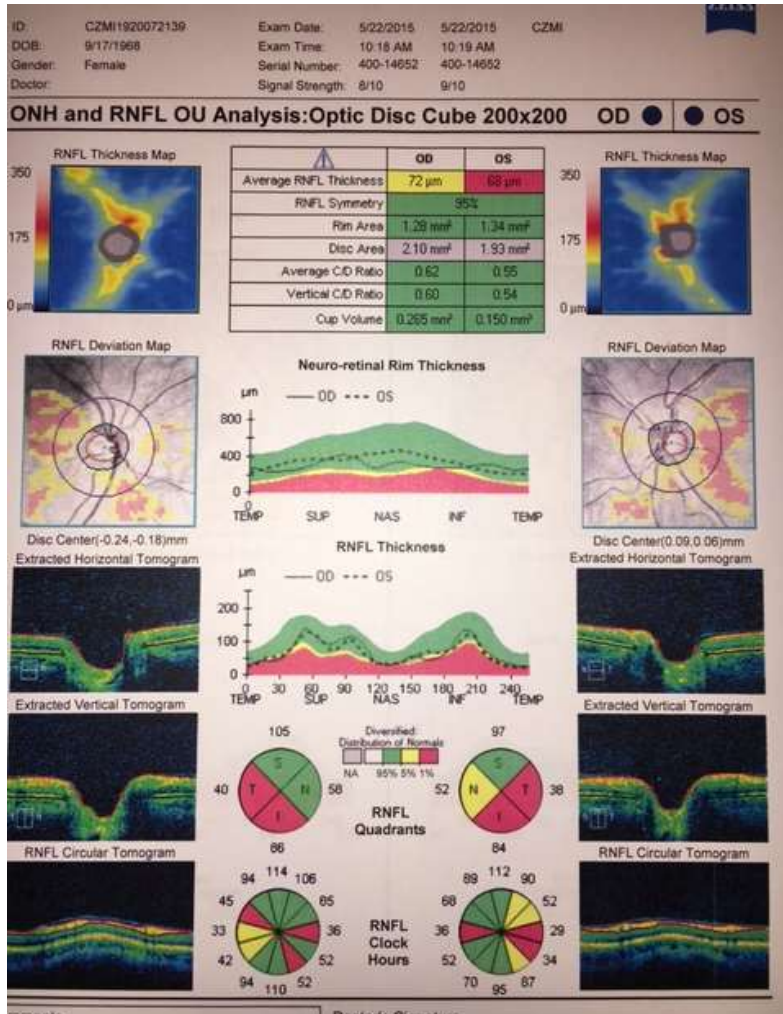 ZEISS
ID: CZMI1920072139 Exam Date: 5/22/2015 5/22/2015 CZMI
DOB: 9/17/1968 Exam Time: 10:18 AM 10:19 AM
Gender: Female Serial Number: 400-14652 400-14652
Doctor: Signal Strength: 8/10 9/10
ONH and RNFL OU Analysis:Optic Disc Cube 200x200 OD OS
RNFL Thickness Map RNFL Thickness Map
OD OS
350 350
Average RNFL Thickness 72 µm 68 µm
RNFL Symmetry 95%
Rim Area 1.28 mm² 1.34 mm²
175 175
Disc Area 2.10 mm² 1.93 mm²
Average C/D Ratio 0.62 0.55
Vertical C/D Ratio 0.60 0.54
0 µm 0 µm
Cup Volume 0.265 mm³ 0.150 mm³
RNFL Deviation Map RNFL Deviation Map
Neuro-retinal Rim Thickness
µm OD OS
800
400
0
0
TEMP SUP NAS INF TEMP
Disc Center(-0.24,-0.18)mm Disc Center(0.09,0.06)mm
RNFL Thickness
Extracted Horizontal Tomogram Extracted Horizontal Tomogram
µm OD OS
200
100
0
0 30 60 90 120 150 180 210 240
TEMP SUP NAS INF TEMP
Extracted Vertical Tomogram Extracted Vertical Tomogram
105 Diversified: 97
Distribution of Normals
NA 95% 5% 1%
S S
40 T N 58 52 N T 38
I I
RNFL
Quadrants
86 84
RNFL Circular Tomogram RNFL Circular Tomogram
94 114 106 89 112 90
45 65 68 52
33 36 36 29
RNFL
Clock
Hours
42 52 52 34
94 110 52 70 95 87